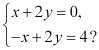 x + 2y = 0,
−x + 2y = 4?